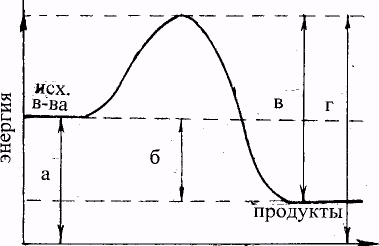 энергия
исх.
в-ва
а
б
в
г
продукты